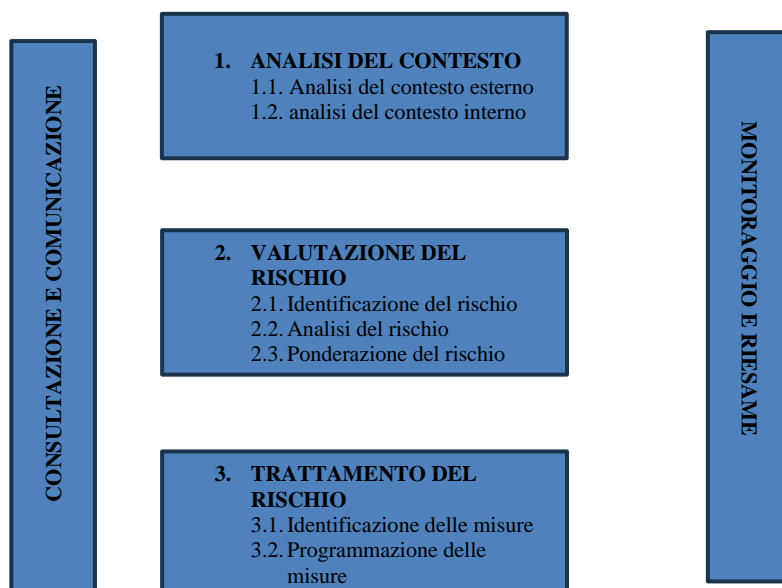 CONSULTAZIONE E COMUNICAZIONE
1. ANALISI DEL CONTESTO
1.1. Analisi del contesto esterno
1.2. analisi del contesto interno
2. VALUTAZIONE DEL
RISCHIO
2.1. Identificazione del rischio
2.2. Analisi del rischio
2.3. Ponderazione del rischio
3. TRATTAMENTO DEL
RISCHIO
3.1. Identificazione delle misure
3.2. Programmazione delle
misure
MONITORAGGIO E RIESAME